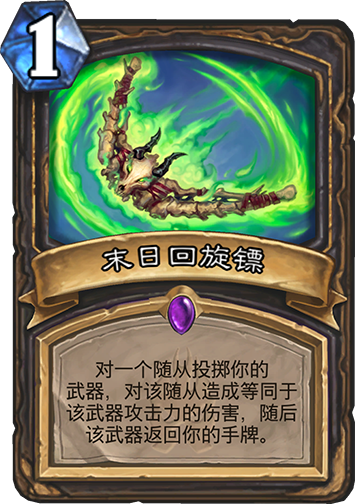 1
末日回旋镖
对一个随从投掷你的
武器，对该随从造成等同于
该武器攻击力的伤害，随后
该武器返回你的手牌。